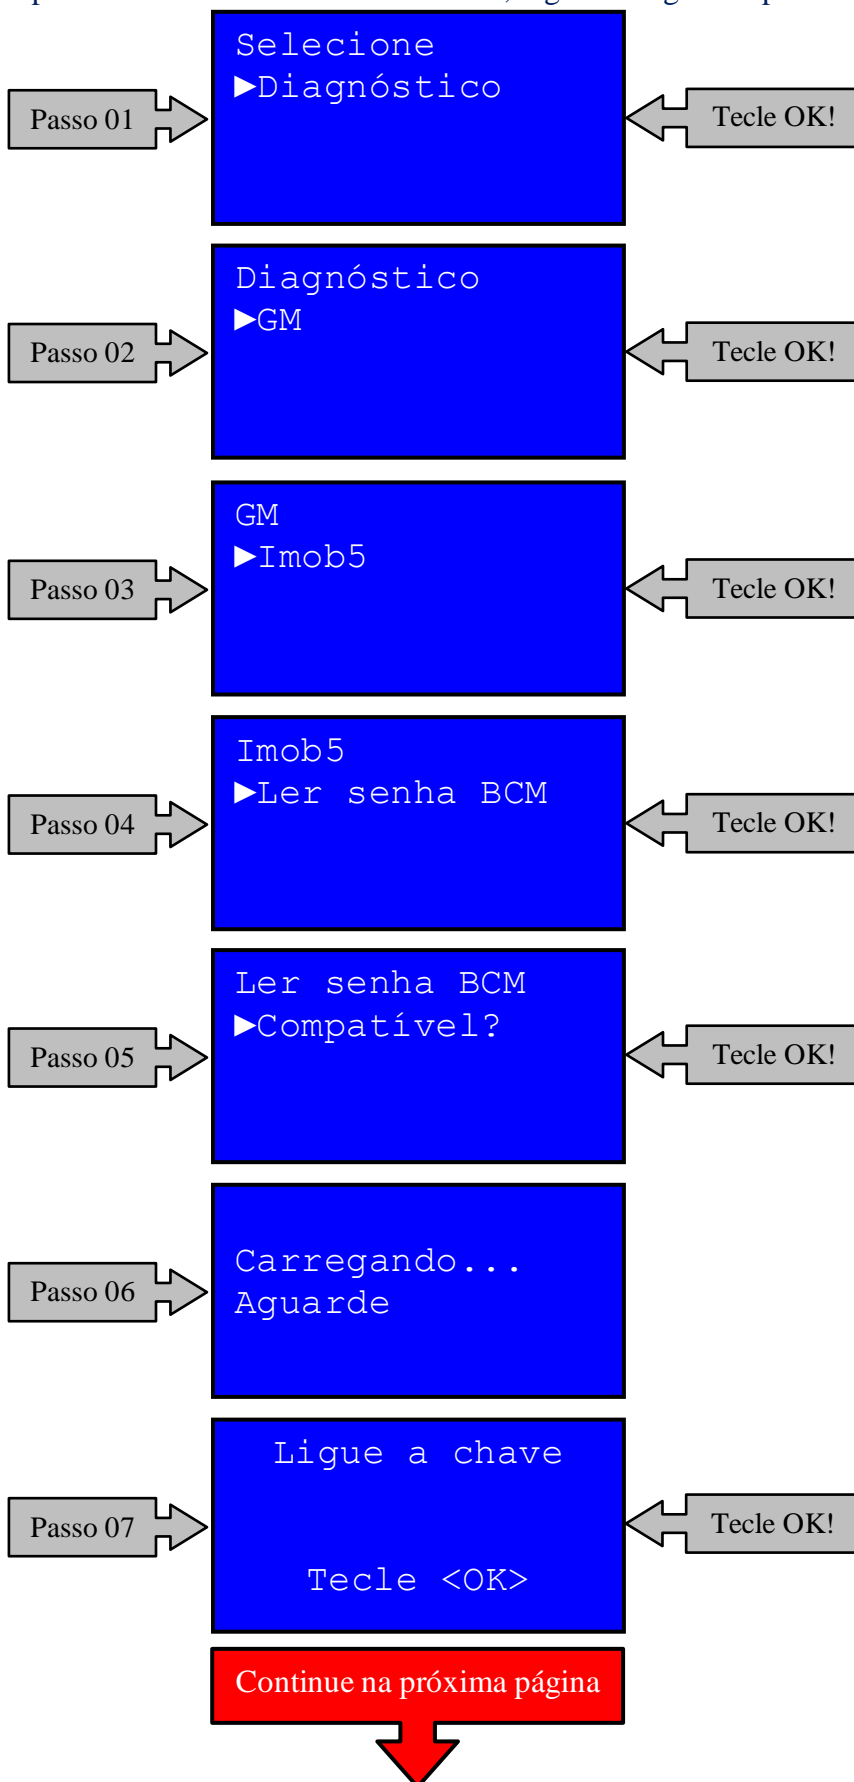 Selecione
►Diagnóstico
Passo 01
Tecle OK!
Diagnóstico
►GM
Passo 02
Tecle OK!
GM
►Imob5
Passo 03
Tecle OK!
Imob5
►Ler senha BCM
Passo 04
Tecle OK!
Ler senha BCM
►Compatível?
Passo 05
Tecle OK!
Carregando...
Aguarde
Passo 06
Ligue a chave
Passo 07
Tecle OK!
Tecle <OK>
Continue na próxima página